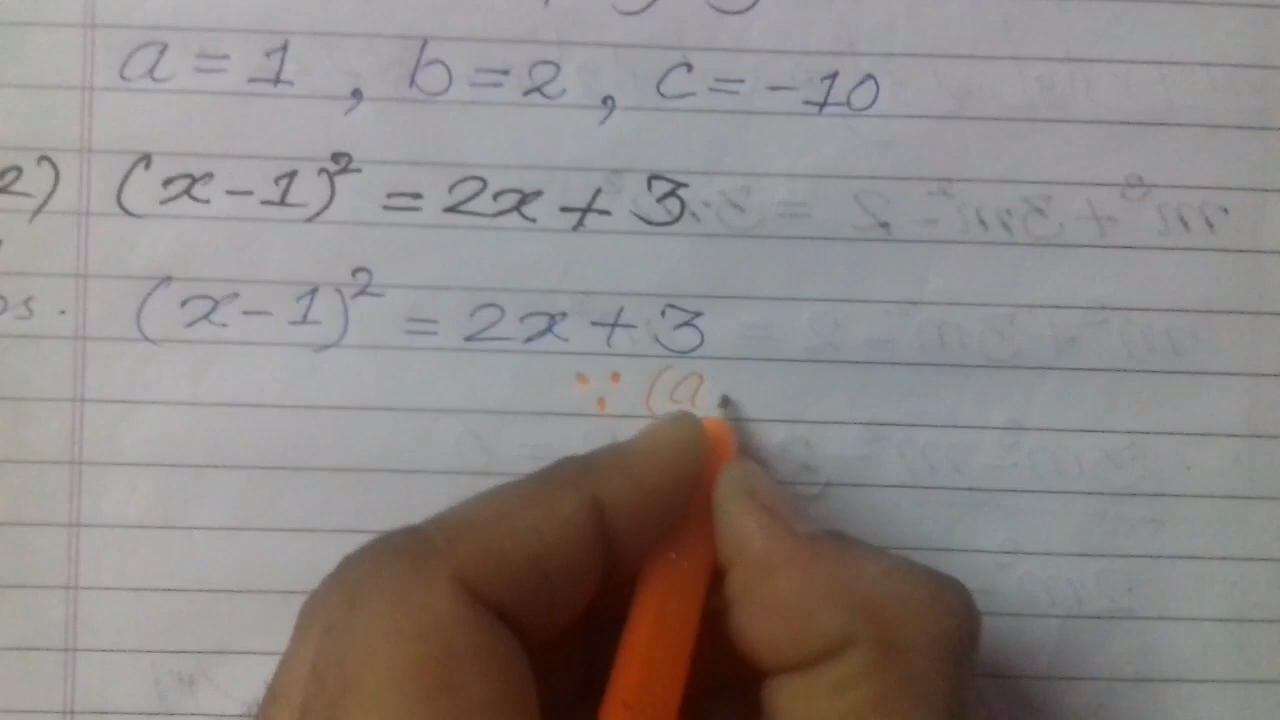 a = 1 , b = 2 , c = -10
2) (x-1)² = 2x + 3
(x-1)² = 2x + 3
∵ (a